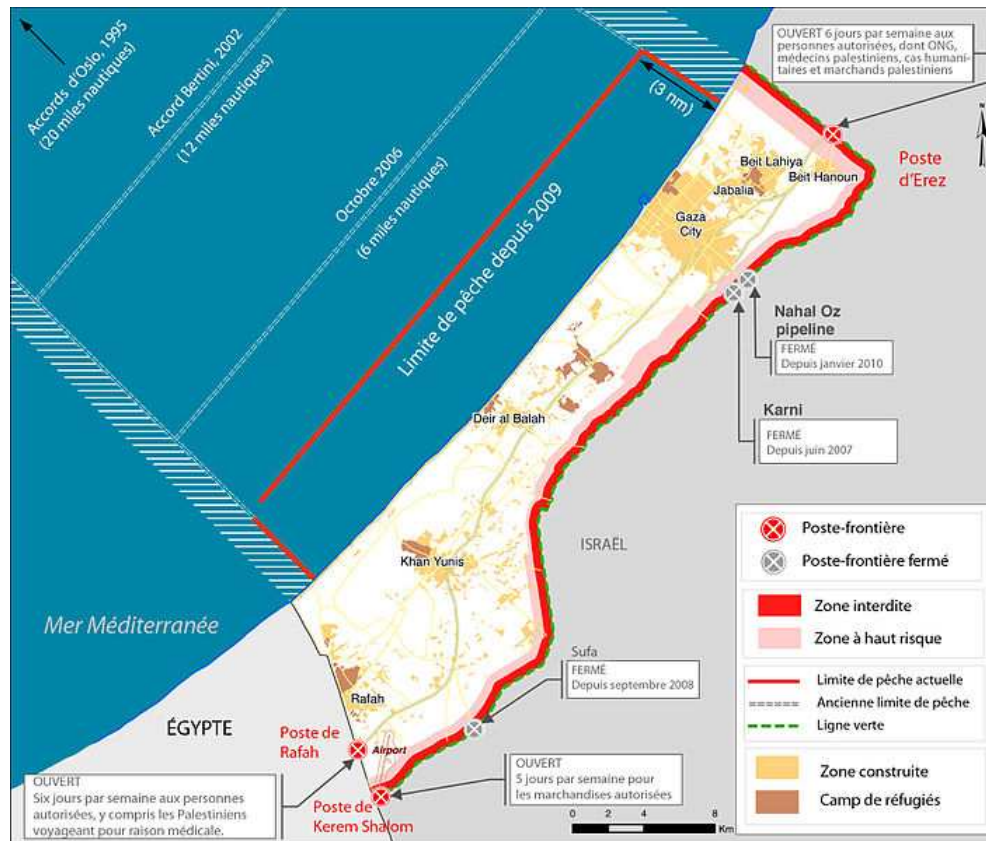 Accords d'Oslo, 1995
(20 miles nautiques)
Accord Bertini, 2002
(12 miles nautiques)
Octobre 2006
(6 miles nautiques)
Limite de pêche depuis 2009
(3 nm)
OUVERT 6 jours par semaine aux
personnes autorisées, dont ONG,
médecins palestiniens, cas humani-
taires et marchands palestiniens
N
Poste
d'Erez
Beit Lahiya
Beit Hanoun
Jabalia
Gaza
City
Nahal Oz
pipeline
FERMÉ
Depuis janvier 2010
Karni
FERMÉ
Depuis juin 2007
Deir al Balah
ISRAËL
Khan Yunis
Mer Méditerranée
Sufa
FERMÉ
Depuis septembre 2008
Rafah
ÉGYPTE
Poste de
Rafah
Airport
OUVERT
Six jours par semaine aux personnes
autorisées, y compris les Palestiniens
voyageant pour raison médicale.
Poste de
Kerem Shalom
OUVERT
5 jours par semaine pour
les marchandises autorisées
0 2 4 8
Km
Poste-frontière
Poste-frontière fermé
Zone interdite
Zone à haut risque
Limite de pêche actuelle
Ancienne limite de pêche
Ligne verte
Zone construite
Camp de réfugiés